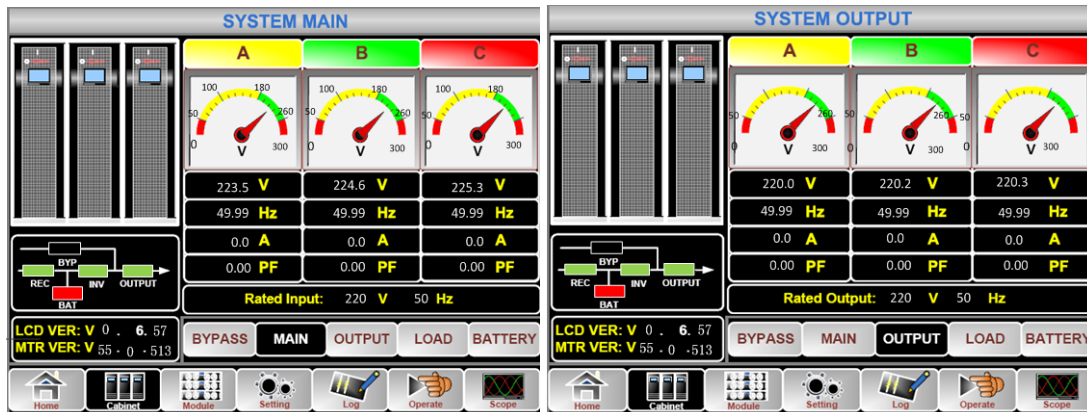 SYSTEM MAIN
A B C
100 180 100 180 100 180
50 260 50 260 50 260
0 300 0 300 0 300
V V V
223.5 V 224.6 V 225.3 V
49.99 Hz 49.99 Hz 49.99 Hz
0.0 A 0.0 A 0.0 A
0.00 PF 0.00 PF 0.00 PF
Rated Input: 220 V 50 Hz
BYP
REC INV OUTPUT
BAT
LCD VER: V 0 . 6. 57
MTR VER: V 55 . 0 .513
BYPASS MAIN OUTPUT LOAD BATTERY
Home Cabinet Module Setting Log Operate Scope
SYSTEM OUTPUT
A B C
50 260 50 260 50
0 300 0 300 0 300
V V V
220.0 V 220.2 V 220.3 V
49.99 Hz 49.99 Hz 49.99 Hz
0.0 A 0.0 A 0.0 A
0.00 PF 0.00 PF 0.00 PF
Rated Output: 220 V 50 Hz
BYP
REC INV OUTPUT
BAT
LCD VER: V 0 . 6. 57
MTR VER: V 55 . 0 .513
BYPASS MAIN OUTPUT LOAD BATTERY
Home Cabinet Module Setting Log Operate Scope